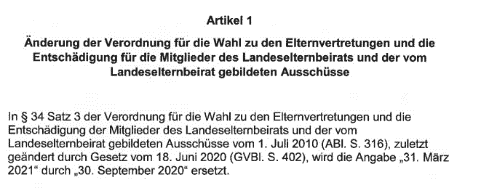 Artikel 1
Änderung der Verordnung für die Wahl zu den Elternvertretungen und die
Entschädigung für die Mitglieder des Landeselternbeirats und der vom
Landeselternbeirat gebildeten Ausschüsse
In § 34 Satz 3 der Verordnung für die Wahl zu den Elternvertretungen und die
Entschädigung der Mitglieder des Landeselternbeirats und der vom
Landeselternbeirat gebildeten Ausschüsse vom 1. Juli 2010 (ABl. S. 316), zuletzt
geändert durch Gesetz vom 18. Juni 2020 (GVBl. S. 402), wird die Angabe „31. März
2021“ durch „30. September 2020“ ersetzt.